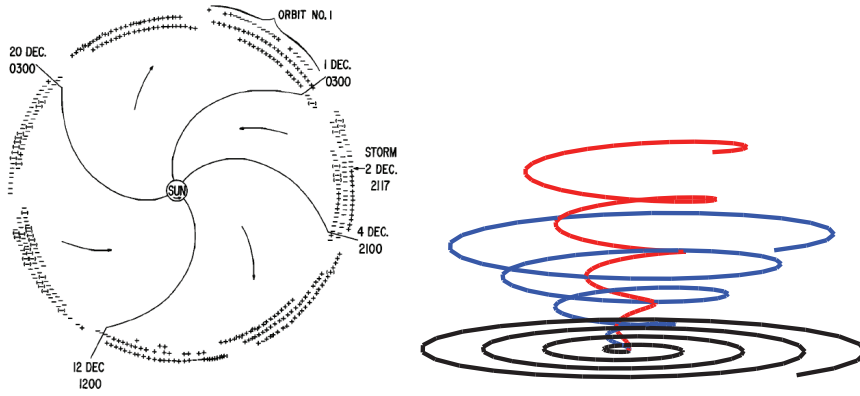 ORBIT NO. 1
20 DEC.
0300
1 DEC.
0300
STORM
2 DEC.
2117
SUN
4 DEC.
2100
12 DEC
1200